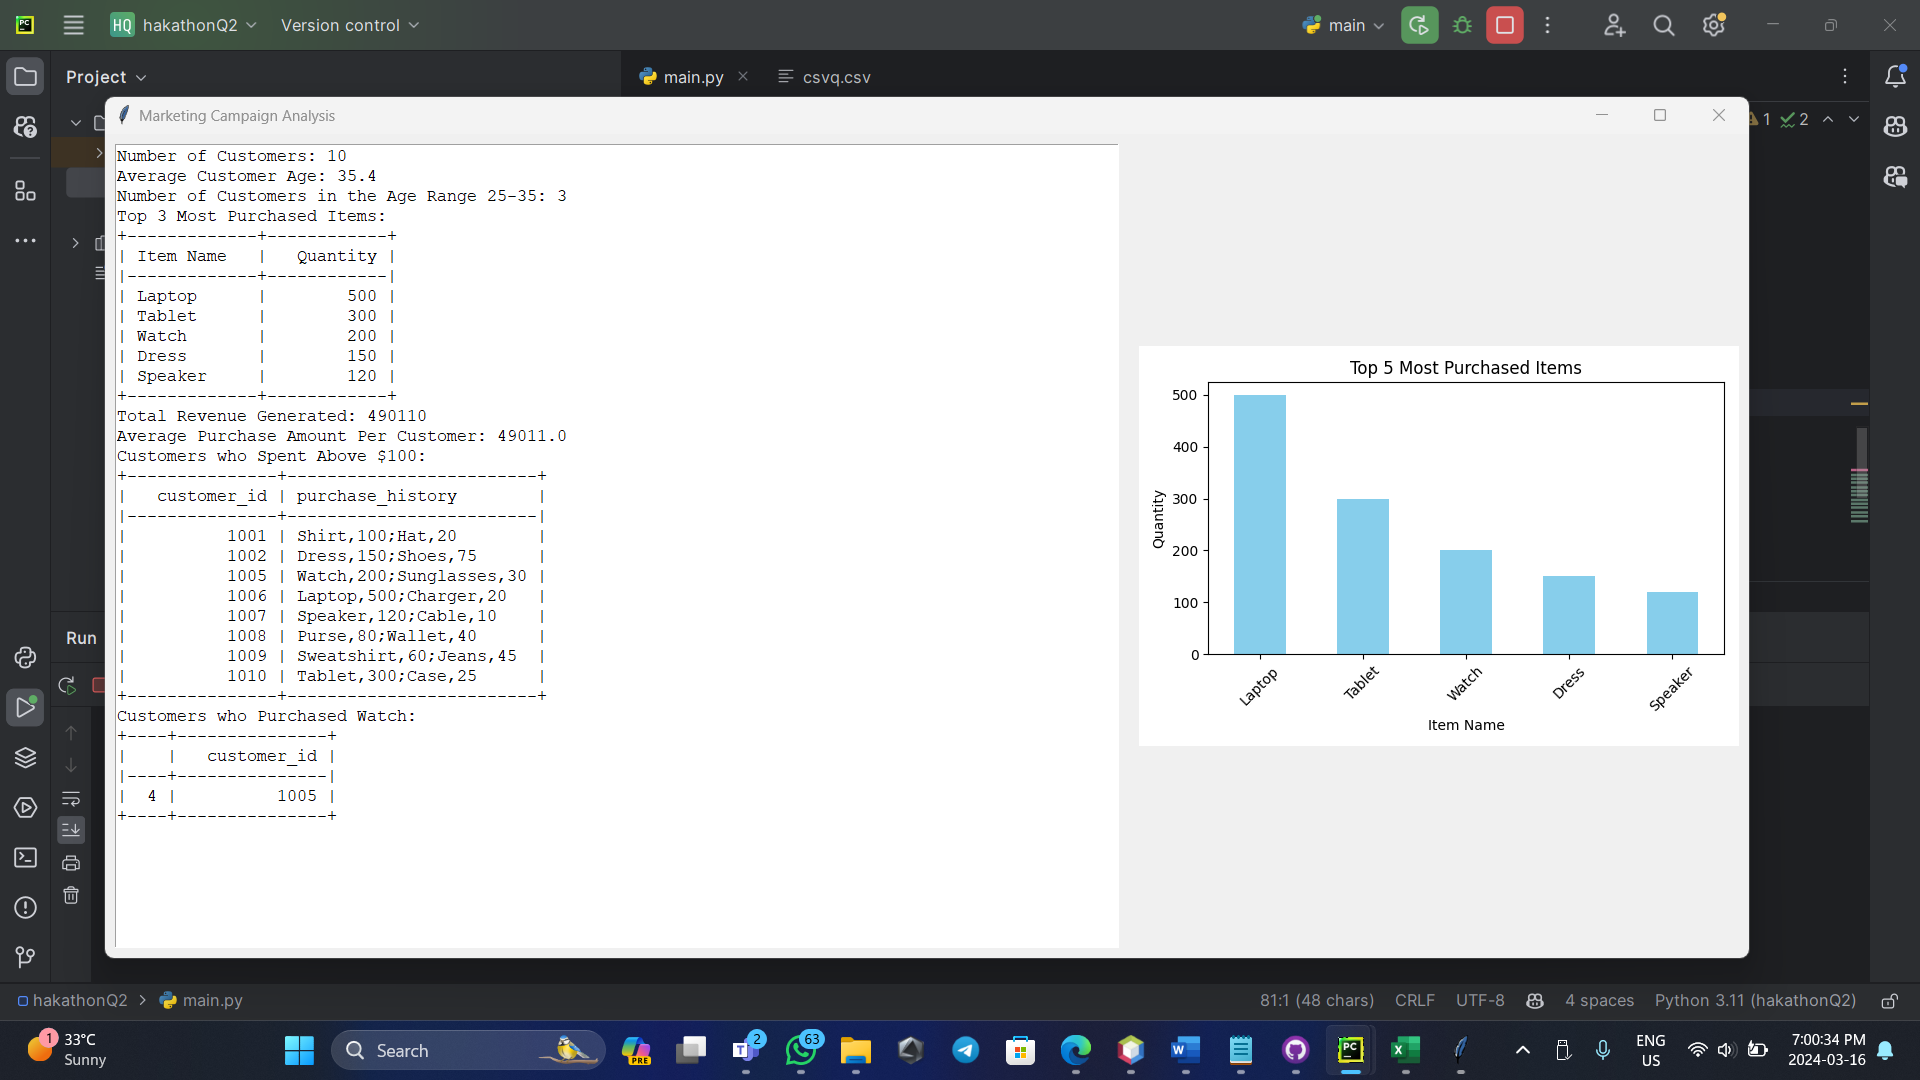 PC
HQ hakathonQ2 Version control main
Project main.py csvq.csv
Marketing Campaign Analysis
1 2
Number of Customers: 10
Average Customer Age: 35.4
Number of Customers in the Age Range 25-35: 3
Top 3 Most Purchased Items:
+-------------+------------+
| Item Name   |   Quantity |
|-------------+------------|
| Laptop      |        500 |
| Tablet      |        300 |
| Watch       |        200 |
| Dress       |        150 |
| Speaker     |        120 |
+-------------+------------+
Total Revenue Generated: 490110
Average Purchase Amount Per Customer: 49011.0
Customers who Spent Above $100:
+---------------+-------------------------+
|   customer_id | purchase_history        |
|---------------+-------------------------|
|          1001 | Shirt,100;Hat,20        |
|          1002 | Dress,150;Shoes,75      |
|          1005 | Watch,200;Sunglasses,30 |
|          1006 | Laptop,500;Charger,20   |
|          1007 | Speaker,120;Cable,10    |
|          1008 | Purse,80;Wallet,40      |
|          1009 | Sweatshirt,60;Jeans,45  |
|          1010 | Tablet,300;Case,25      |
+---------------+-------------------------+
Customers who Purchased Watch:
+----+---------------+
|    |   customer_id |
|----+---------------|
|  4 |          1005 |
+----+---------------+
Top 5 Most Purchased Items
500
400
300
200
100
0
Quantity
Laptop Tablet Watch Dress Speaker
Item Name
Run
hakathonQ2 > main.py 81:1 (48 chars) CRLF UTF-8 4 spaces Python 3.11 (hakathonQ2)
1 33°C
Sunny
Search
PRE
2
63
PC
ENG
US
7:00:34 PM
2024-03-16